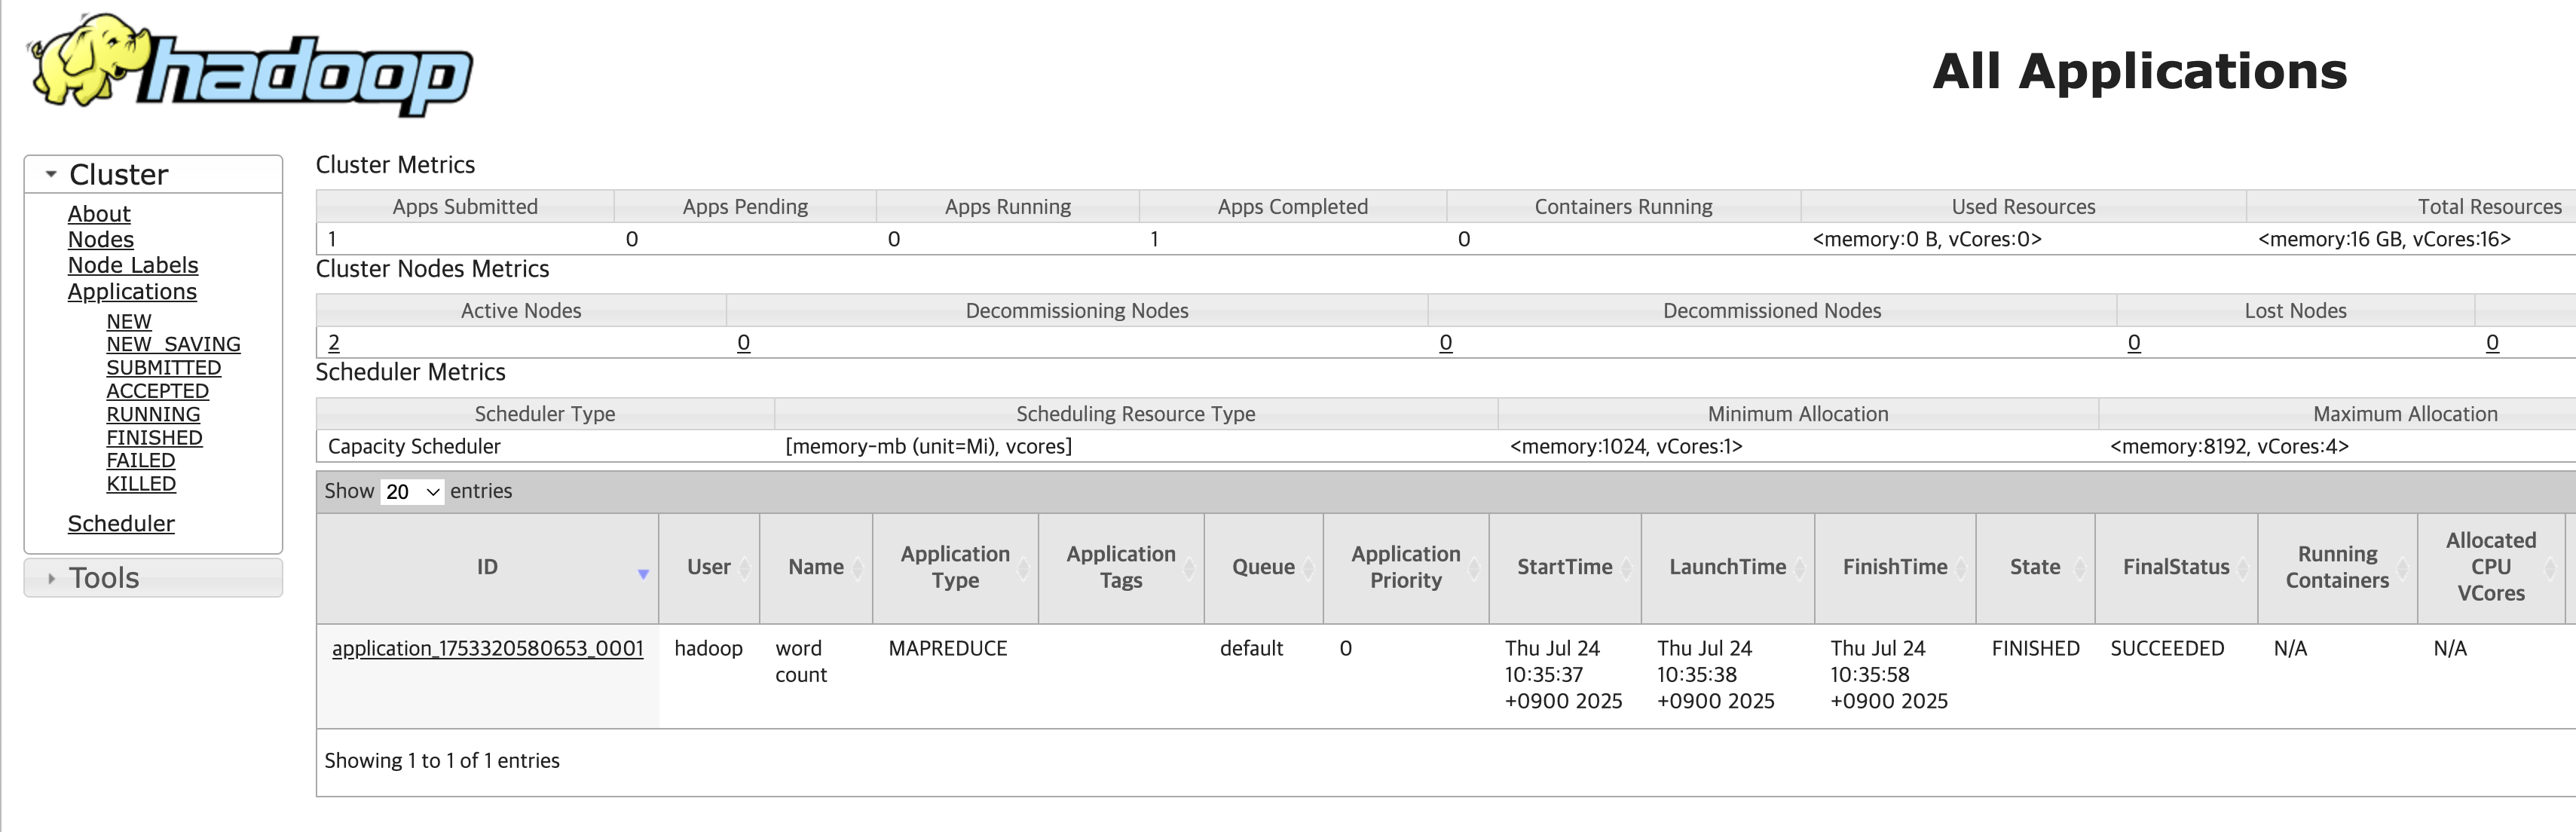 hadoop
All Applications
Cluster
About
Nodes
Node Labels
Applications
NEW
NEW_SAVING
SUBMITTED
ACCEPTED
RUNNING
FINISHED
FAILED
KILLED
Scheduler
Tools
Cluster Metrics
Apps Submitted Apps Pending Apps Running Apps Completed Containers Running Used Resources Total Resources
1 0 0 1 0 <memory:0 B, vCores:0> <memory:16 GB, vCores:16>
Cluster Nodes Metrics
Active Nodes Decommissioning Nodes Decommissioned Nodes Lost Nodes
2 0 0 0 0
Scheduler Metrics
Scheduler Type Scheduling Resource Type Minimum Allocation Maximum Allocation
Capacity Scheduler [memory-mb (unit=Mi), vcores] <memory:1024, vCores:1> <memory:8192, vCores:4>
Show 20 entries
ID User Name Application Type Application Tags Queue Application Priority StartTime LaunchTime FinishTime State FinalStatus Running Containers Allocated CPU VCores
application_1753320580653_0001 hadoop word count MAPREDUCE default 0 Thu Jul 24 10:35:37 +0900 2025 Thu Jul 24 10:35:38 +0900 2025 Thu Jul 24 10:35:58 +0900 2025 FINISHED SUCCEEDED N/A N/A
Showing 1 to 1 of 1 entries